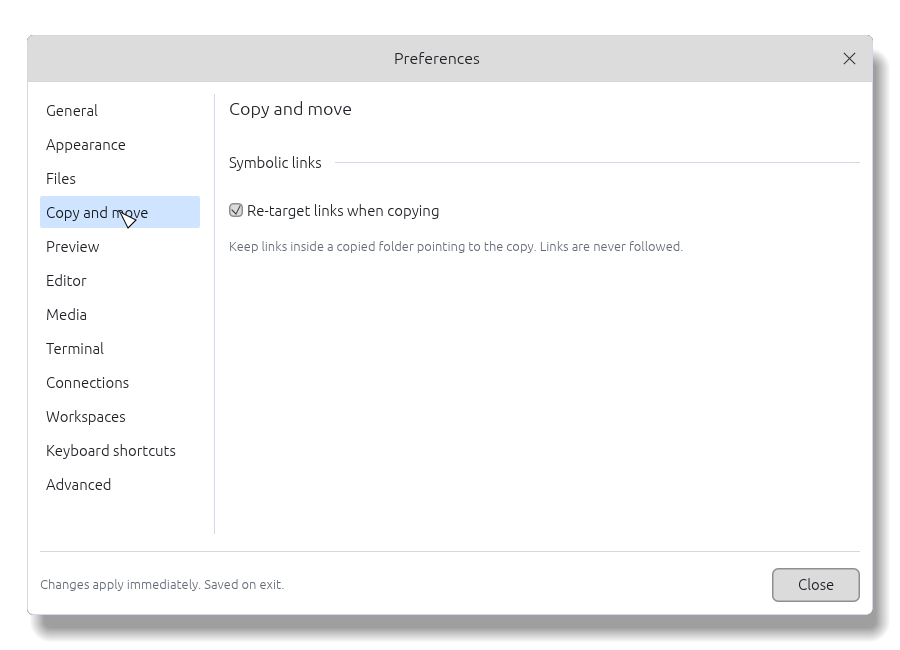 Preferences
General
Appearance
Files
Copy and move
Preview
Editor
Media
Terminal
Connections
Workspaces
Keyboard shortcuts
Advanced
Copy and move
Symbolic links
Re-target links when copying
Keep links inside a copied folder pointing to the copy. Links are never followed.
Changes apply immediately. Saved on exit.
Close